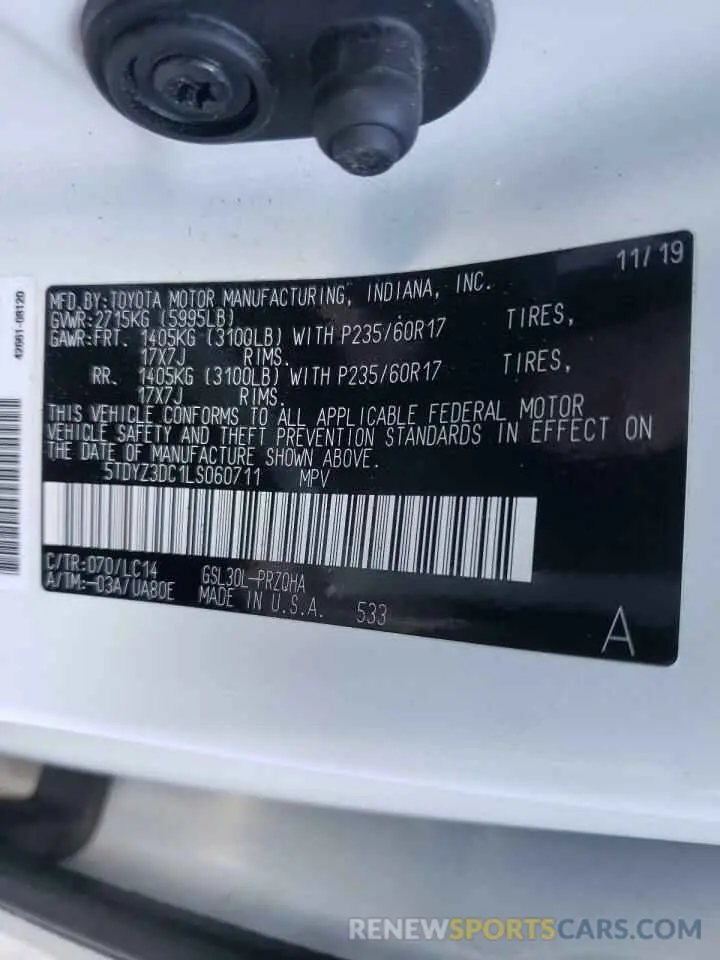 11/19
MFD. BY: TOYOTA MOTOR MANUFACTURING, INDIANA, INC.
GVWR: 2715KG (5995LB)
GAWR: FRT. 1405KG (3100LB) WITH P235/60R17 TIRES,
17X7J RIMS.
RR. 1405KG (3100LB) WITH P235/60R17 TIRES,
17X7J RIMS.
THIS VEHICLE CONFORMS TO ALL APPLICABLE FEDERAL MOTOR
VEHICLE SAFETY AND THEFT PREVENTION STANDARDS IN EFFECT ON
THE DATE OF MANUFACTURE SHOWN ABOVE.
5TDYZ3DC1LS060711 MPV
C/TR: 070/LC14 GSL30L-PRZQHA
A/TM: -03A/UA80E MADE IN U.S.A. 533
A
42661-08120
RENEWSPORTSCARS.COM